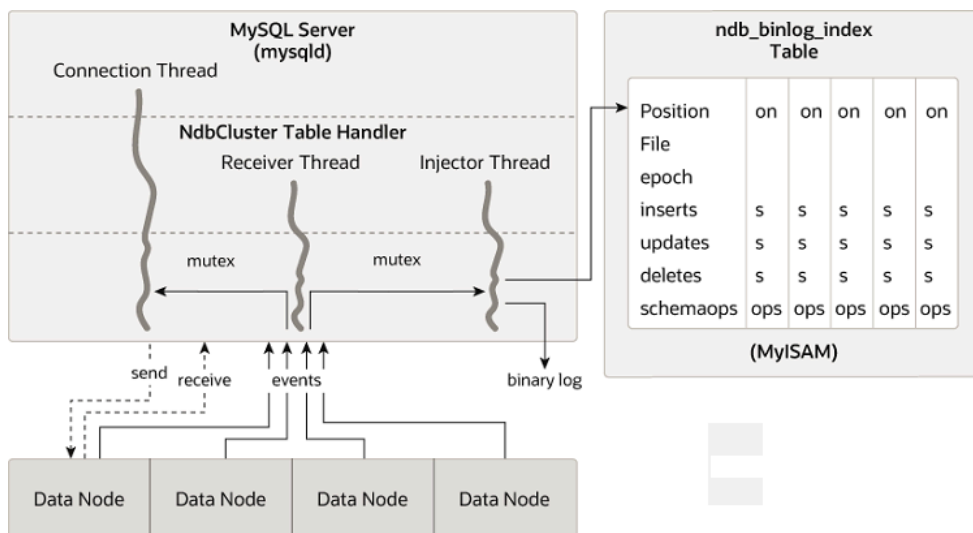 MySQL Server
(mysqld)
Connection Thread
NdbCluster Table Handler
Receiver Thread
Injector Thread
mutex
mutex
send
receive
events
binary log
Data Node
Data Node
Data Node
Data Node
ndb_binlog_index
Table
Position on on on on on
File
epoch
inserts s s s s s
updates s s s s s
deletes s s s s s
schemaops ops ops ops ops ops
(MyISAM)